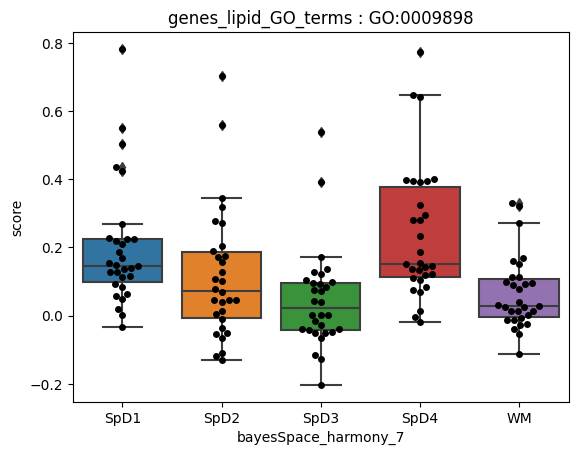 genes_lipid_GO_terms : GO:0009898
score
0.8
0.6
0.4
0.2
0.0
−0.2
SpD1 SpD2 SpD3 SpD4 WM
bayesSpace_harmony_7